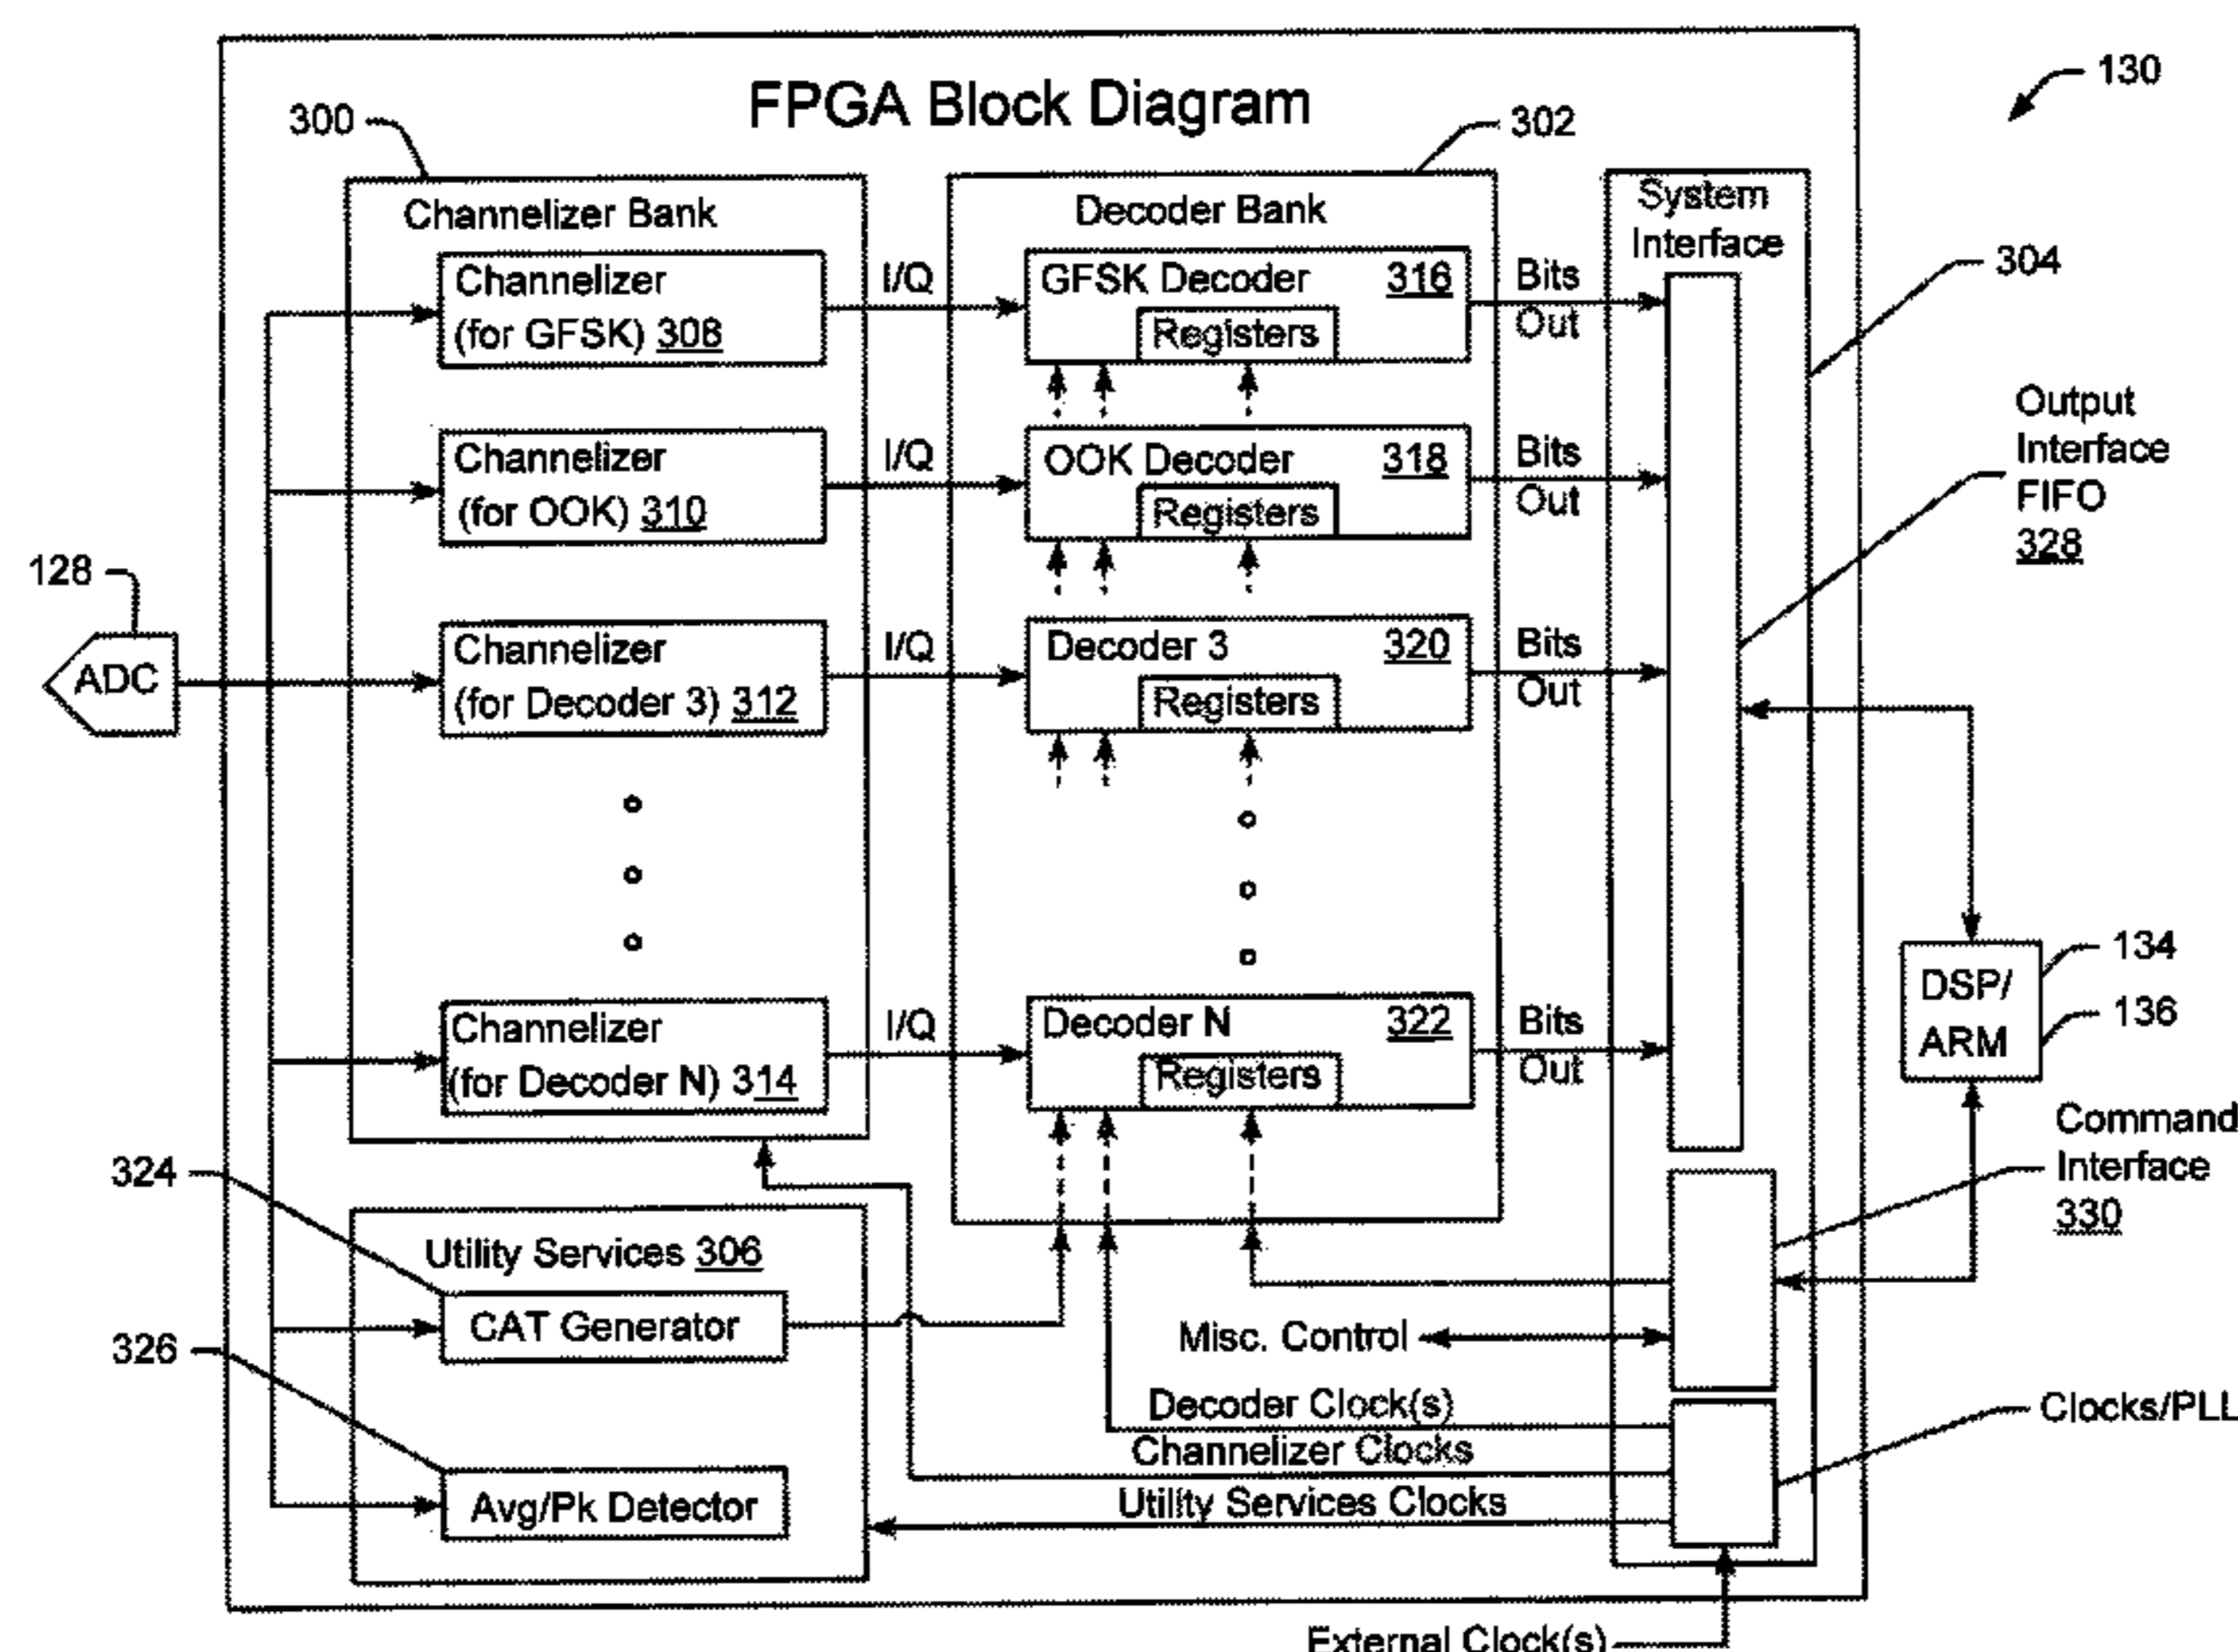 FPGA Block Diagram
130
300
302
Channelizer Bank
Decoder Bank
System
Interface
304
Channelizer
(for GFSK) 308
I/Q
GFSK Decoder 316
Registers
Bits
Out
Channelizer
(for OOK) 310
I/Q
OOK Decoder 318
Registers
Bits
Out
Output
Interface
FIFO
328
128
ADC
Channelizer
(for Decoder 3) 312
I/Q
Decoder 3 320
Registers
Bits
Out
Channelizer
(for Decoder N) 314
I/Q
Decoder N 322
Registers
Bits
Out
DSP/
ARM
134
136
Command
Interface
330
324
Utility Services 306
CAT Generator
326
Avg/Pk Detector
Misc. Control
Decoder Clock(s)
Channelizer Clocks
Utility Services Clocks
Clocks/PLL
External Clock(s)